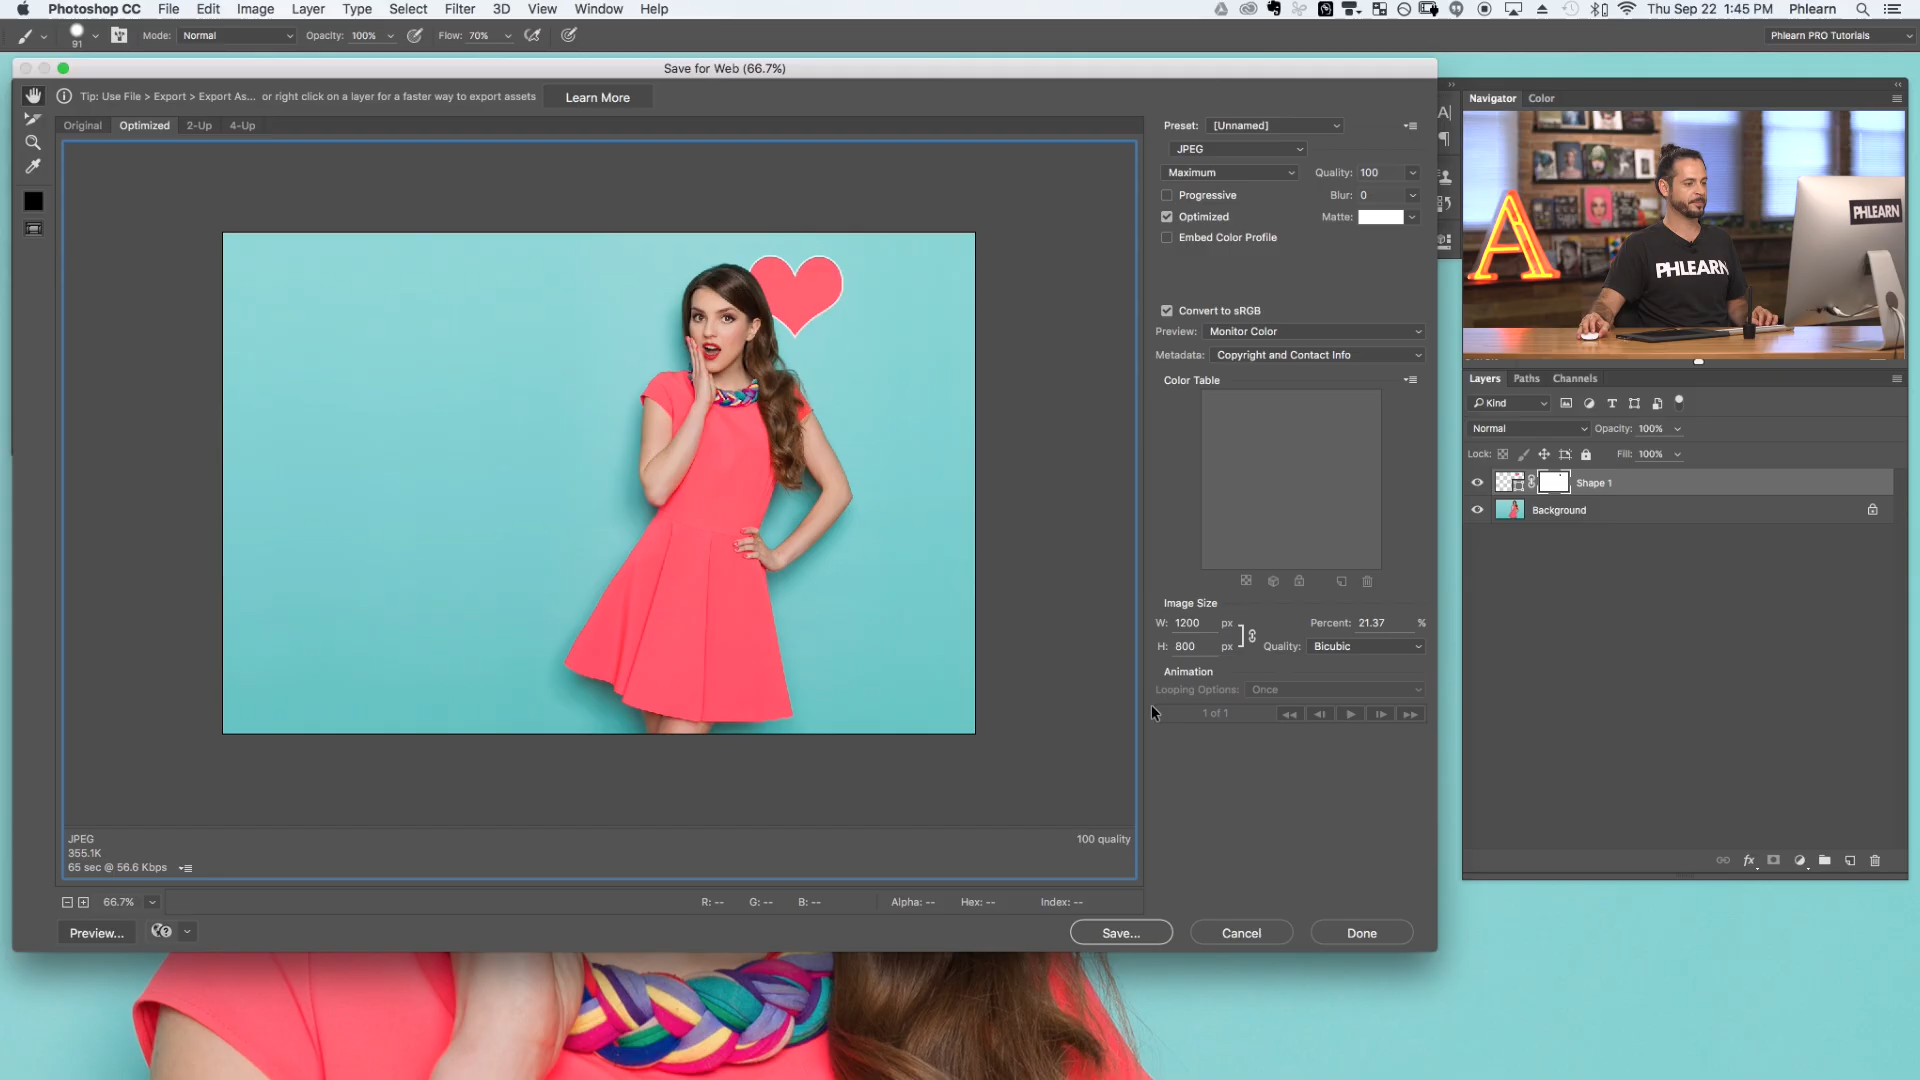 Photoshop CC File Edit Image Layer Type Select Filter 3D View Window Help Thu Sep 22 1:45 PM Phlearn
91 Mode: Normal Opacity: 100% Flow: 70% Phlearn PRO Tutorials
Save for Web (66.7%)
Tip: Use File > Export > Export As... or right click on a layer for a faster way to export assets Learn More
Original Optimized 2-Up 4-Up
Preset: [Unnamed]
JPEG
Maximum Quality: 100
Progressive Blur: 0
Optimized Matte:
Embed Color Profile
Convert to sRGB
Preview: Monitor Color
Metadata: Copyright and Contact Info
Color Table
Image Size
W: 1200 px Percent: 21.37 %
H: 800 px Quality: Bicubic
Animation
Looping Options: Once
1 of 1
JPEG 100 quality
355.1K
65 sec @ 56.6 Kbps
66.7% R: -- G: -- B: -- Alpha: -- Hex: -- Index: --
Preview... Save... Cancel Done
Navigator Color
A
PHLEARN
PHLEARN
Layers Paths Channels
Kind
Normal Opacity: 100%
Lock: Fill: 100%
Shape 1
Background
fx